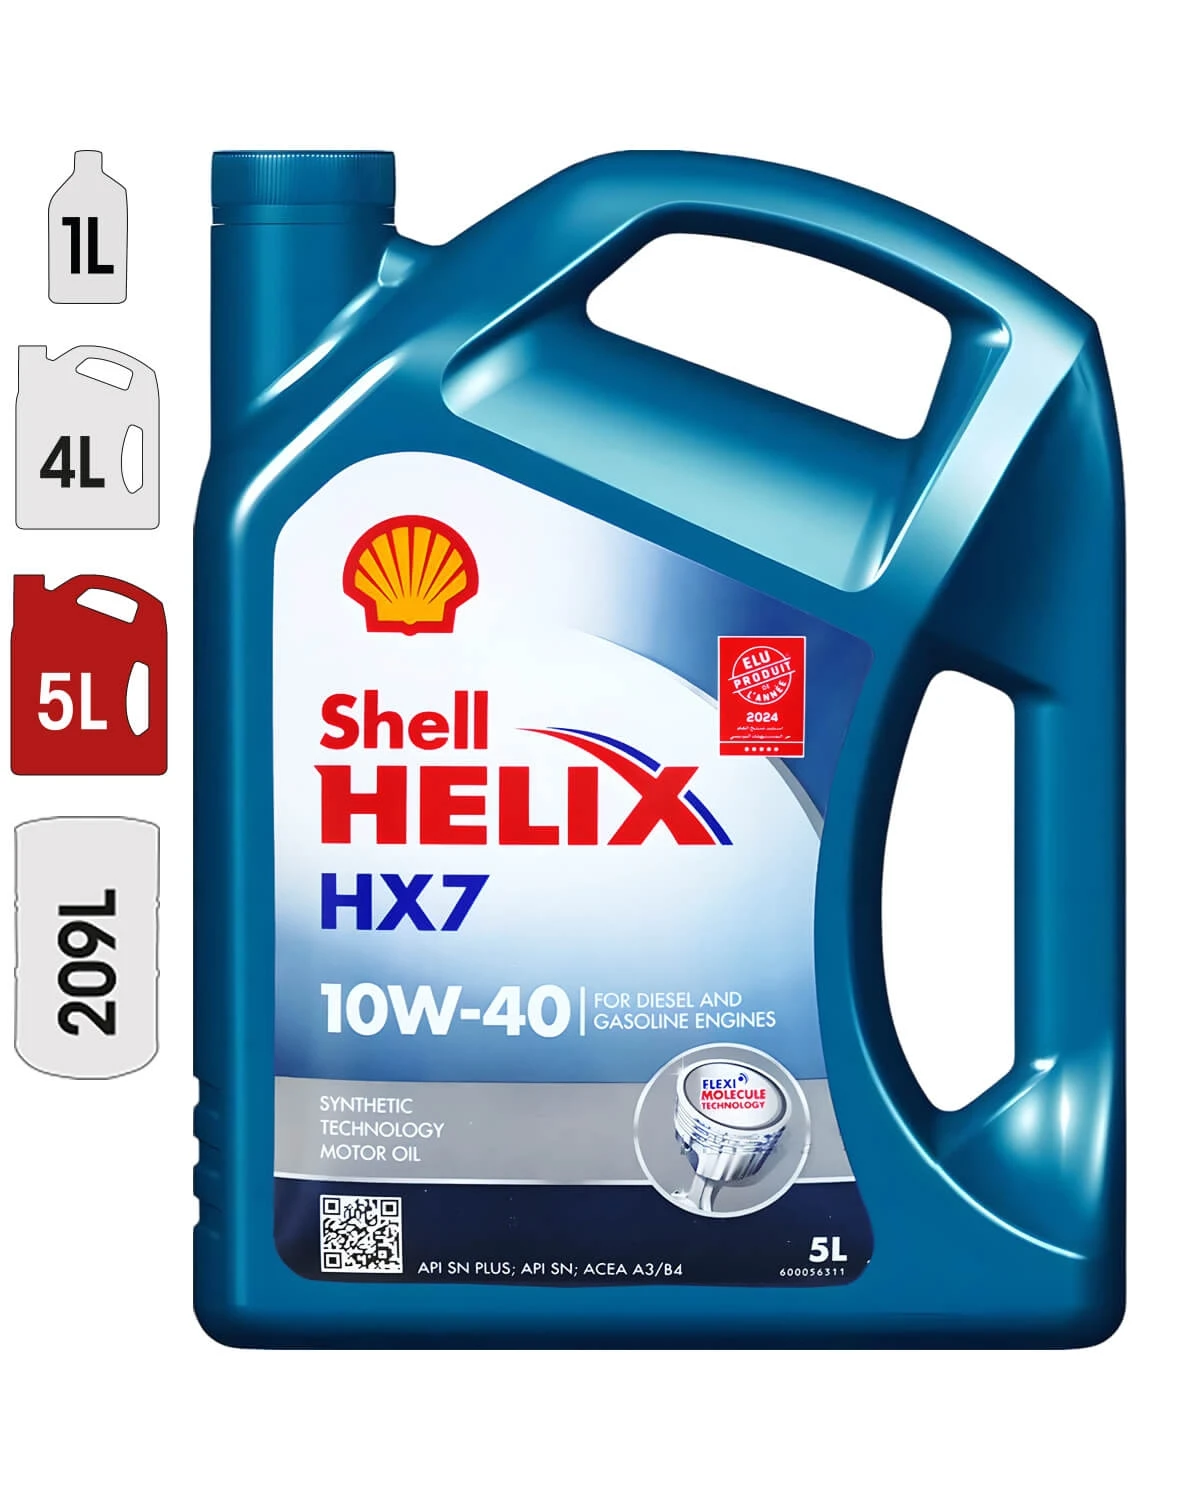 1L
4L
5L
209L
Shell
HELIX
HX7
ELU
PRODUIT
DE
L'ANNÉE
2024
10W-40
FOR DIESEL AND
GASOLINE ENGINES
FLEXI
MOLECULE
TECHNOLOGY
SYNTHETIC
TECHNOLOGY
MOTOR OIL
API SN PLUS; API SN; ACEA A3/B4
5L
600056311